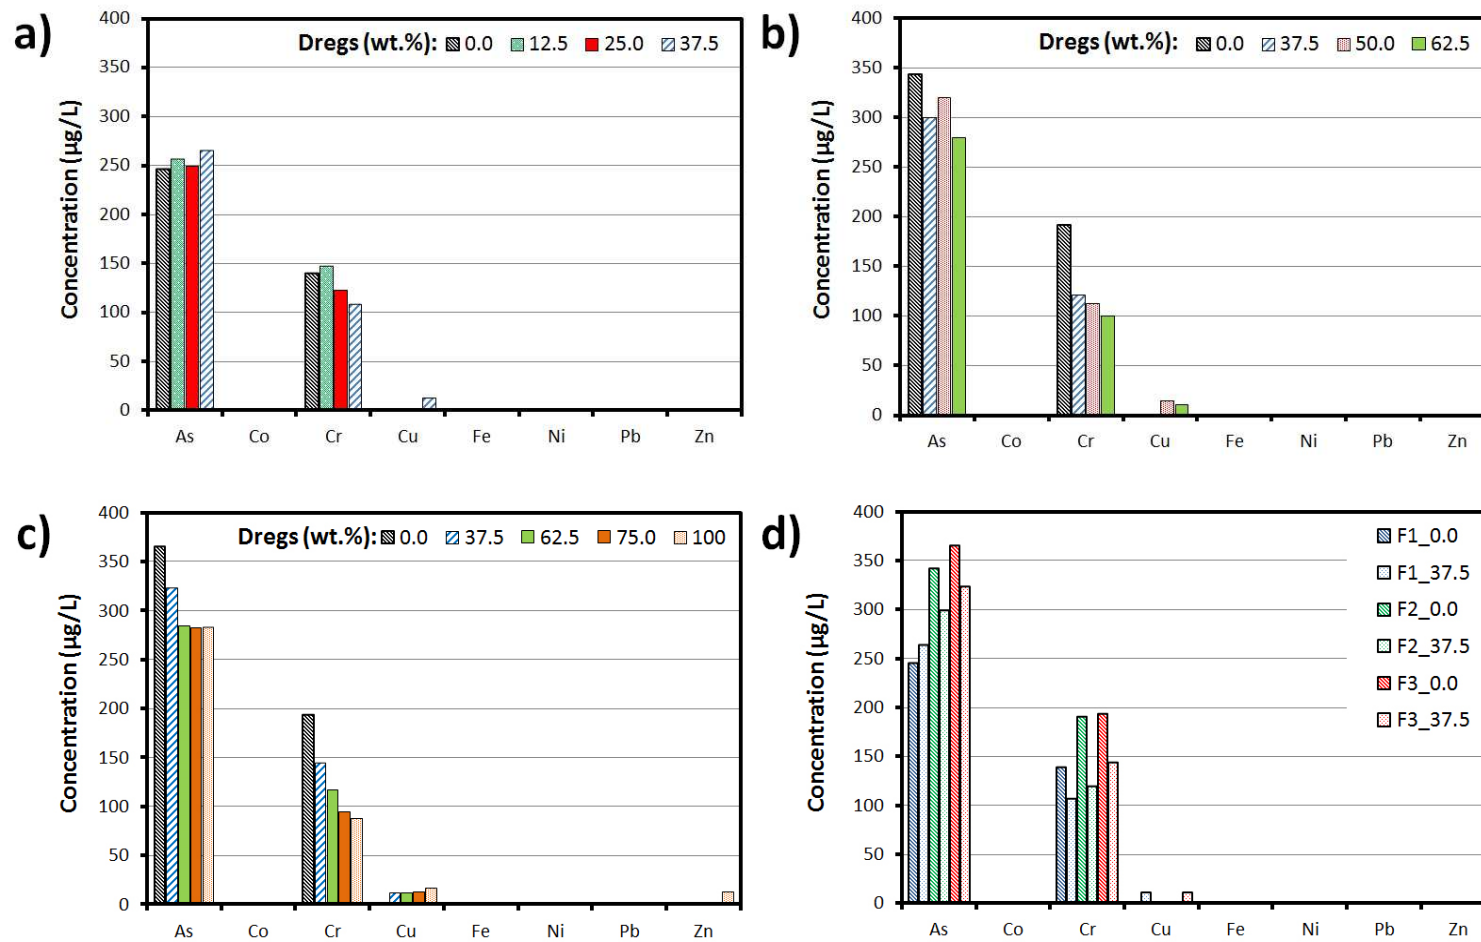 a)
Dregs (wt.%): 0.0 12.5 25.0 37.5
Concentration (µg/L)
400
350
300
250
200
150
100
50
0
As Co Cr Cu Fe Ni Pb Zn
b)
Dregs (wt.%): 0.0 37.5 50.0 62.5
Concentration (µg/L)
400
350
300
250
200
150
100
50
0
As Co Cr Cu Fe Ni Pb Zn
c)
Dregs (wt.%): 0.0 37.5 62.5 75.0 100
Concentration (µg/L)
400
350
300
250
200
150
100
50
0
As Co Cr Cu Fe Ni Pb Zn
d)
Concentration (µg/L)
400
350
300
250
200
150
100
50
0
As Co Cr Cu Fe Ni Pb Zn
F1_0.0
F1_37.5
F2_0.0
F2_37.5
F3_0.0
F3_37.5